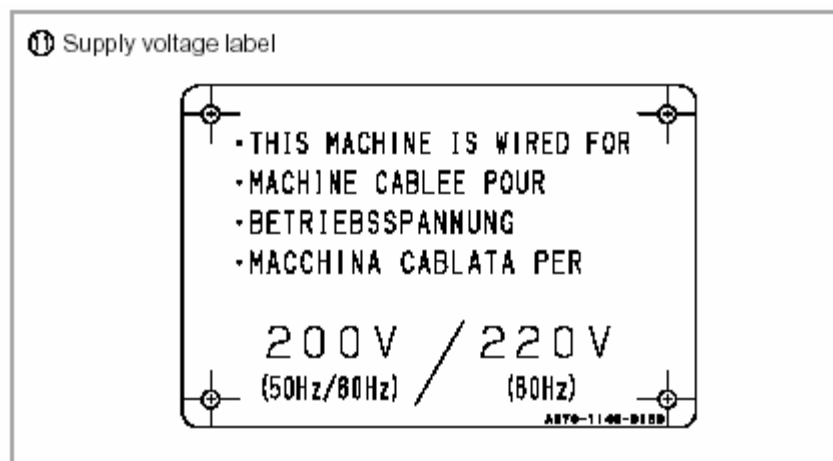 ⑪ Supply voltage label
・THIS MACHINE IS WIRED FOR
・MACHINE CABLEE POUR
・BETRIEBSSPANNUNG
・MACCHINA CABLATA PER
200V / 220V
(50Hz/60Hz) (60Hz)